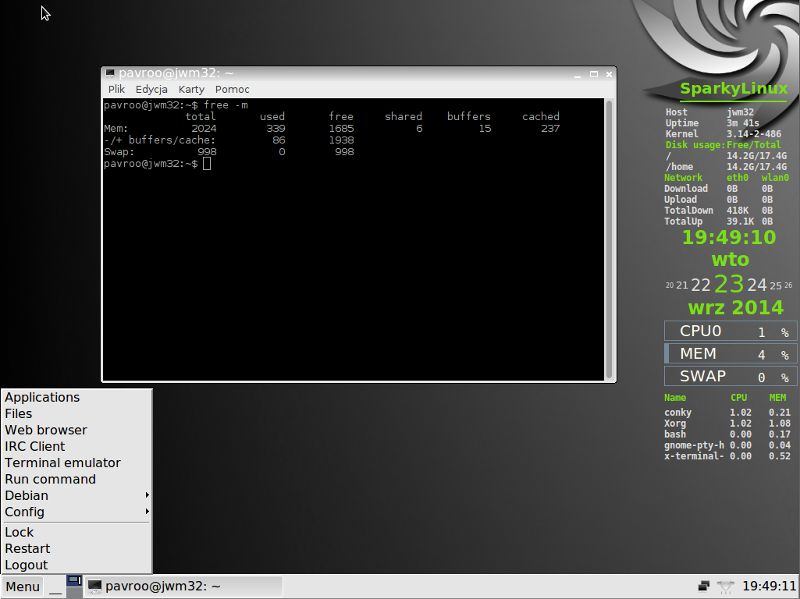 pavroo@jwm32: ~
Plik Edycja Karty Pomoc
pavroo@jwm32:~$ free -m
total used free shared buffers cached
Mem: 2024 339 1685 6 15 237
-/+ buffers/cache: 86 1938
Swap: 998 0 998
pavroo@jwm32:~$
SparkyLinux
Host jwm32
Uptime 3m 41s
Kernel 3.14-2-486
Disk usage:Free/Total
/ 14.2G/17.4G
/home 14.2G/17.4G
Network eth0 wlan0
Download 0B 0B
Upload 0B 0B
TotalDown 418K 0B
TotalUp 39.1K 0B
19:49:10
wto
20 21 22 23 24 25 26
wrz 2014
CPU0 1 %
MEM 4 %
SWAP 0 %
Name CPU MEM
conky 1.02 0.21
Xorg 1.02 1.08
bash 0.00 0.17
gnome-pty-h 0.00 0.04
x-terminal- 0.00 0.52
Applications
Files
Web browser
IRC Client
Terminal emulator
Run command
Debian
Config
Lock
Restart
Logout
Menu
pavroo@jwm32: ~
19:49:11